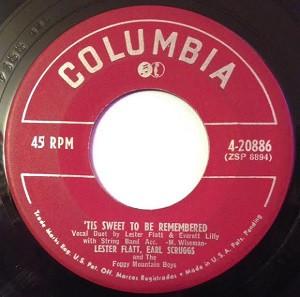 COLUMBIA
45 RPM
4-20886
(ZSP 6894)
'TIS SWEET TO BE REMEMBERED
Vocal Duet by Lester Flatt & Everett Lilly
with String Band Acc. -M. Wiseman-
LESTER FLATT, EARL SCRUGGS
and The
Foggy Mountain Boys
Trade Marks Reg. U.S. Pat. Off. Marcas Registradas Made in U.S.A. Pats.